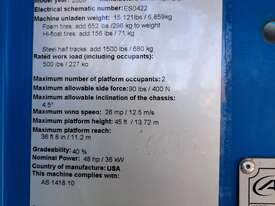 Electrical schematic number: ES0422
Machine unladen weight: 15,121lbs / 6,859kg
Foam tires: add 652 lbs /296 kg to weight
Hi-float tires: add 156 lbs / 71 kg
Steel half tracks: add 1500 lbs / 680 kg
Rated work load (including occupants):
500 lbs / 227 kg
Maximum number of platform occupants: 2
Maximum allowable side force: 90 lbs / 400 N
Maximum allowable inclination of the chassis:
4.5°
Maximum wind speed: 28 mp / 12.5 m/s
Maximum platform height: 45 ft / 13.72 m
Maximum platform reach:
36 ft 8 in / 11.2 m
Gradeability: 40 %
Nominal Power: 48 hp / 36 kW
Country of manufacture: USA
This machine complies with:
AS 1418.10